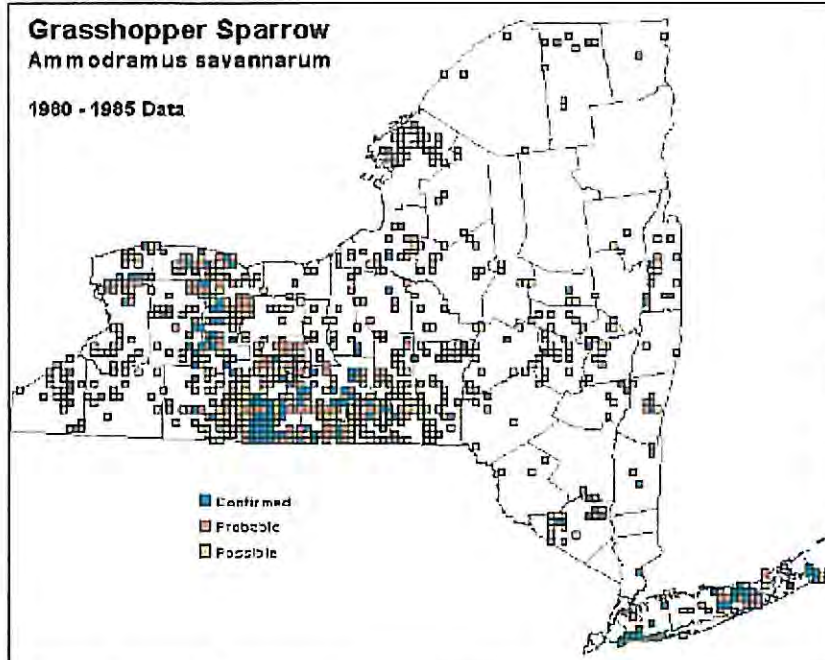 Grasshopper Sparrow
Ammodramus savannarum
1980 - 1985 Data
Confirmed
Probable
Possible